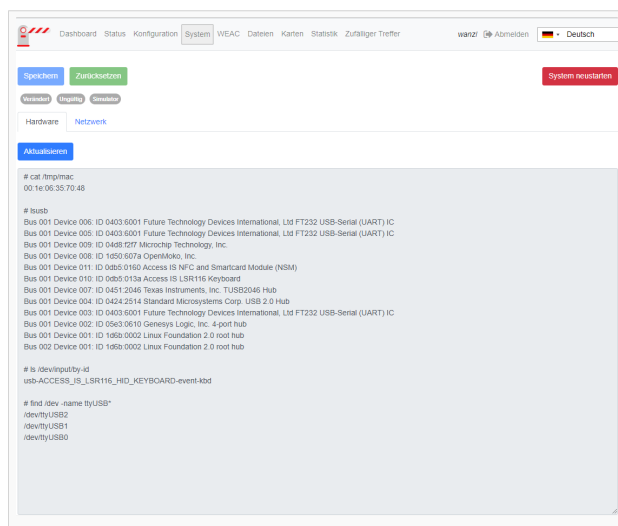 Dashboard Status Konfiguration System WEAC Dateien Karten Statistik Zufälliger Treffer wanzl Abmelden Deutsch
Speichern Zurücksetzen System neustarten
Verändert Ungültig Simulator
Hardware Netzwerk
Aktualisieren
# cat /tmp/mac
00:1e:06:35:70:48
# lsusb
Bus 001 Device 006: ID 0403:6001 Future Technology Devices International, Ltd FT232 USB-Serial (UART) IC
Bus 001 Device 005: ID 0403:6001 Future Technology Devices International, Ltd FT232 USB-Serial (UART) IC
Bus 001 Device 009: ID 04d8:f2f7 Microchip Technology, Inc.
Bus 001 Device 008: ID 1d50:607a OpenMoko, Inc.
Bus 001 Device 011: ID 0db5:0160 Access IS NFC and Smartcard Module (NSM)
Bus 001 Device 010: ID 0db5:013a Access IS LSR116 Keyboard
Bus 001 Device 007: ID 0451:2046 Texas Instruments, Inc. TUSB2046 Hub
Bus 001 Device 004: ID 0424:2514 Standard Microsystems Corp. USB 2.0 Hub
Bus 001 Device 003: ID 0403:6001 Future Technology Devices International, Ltd FT232 USB-Serial (UART) IC
Bus 001 Device 002: ID 05e3:0610 Genesys Logic, Inc. 4-port hub
Bus 001 Device 001: ID 1d6b:0002 Linux Foundation 2.0 root hub
Bus 002 Device 001: ID 1d6b:0002 Linux Foundation 2.0 root hub
# ls /dev/input/by-id
usb-ACCESS_IS_LSR116_HID_KEYBOARD-event-kbd
# find /dev -name ttyUSB*
/dev/ttyUSB2
/dev/ttyUSB1
/dev/ttyUSB0